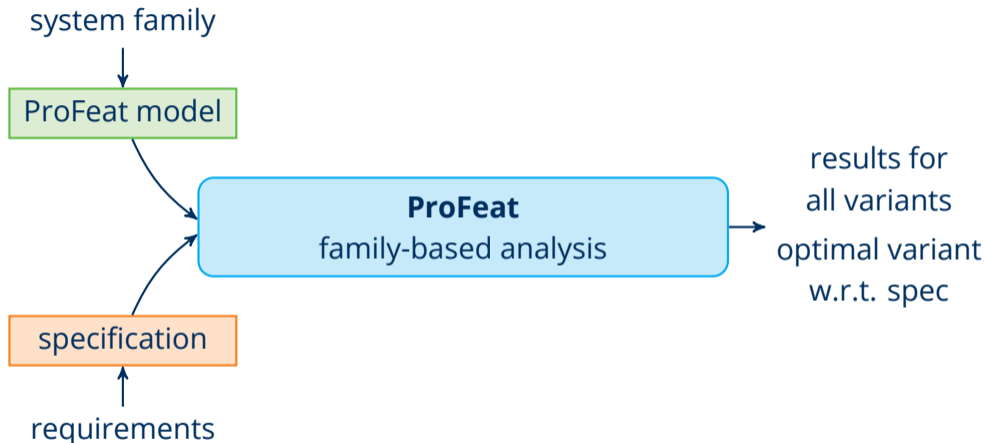 system family
ProFeat model
ProFeat
family-based analysis
specification
requirements
results for
all variants
optimal variant
w.r.t. spec